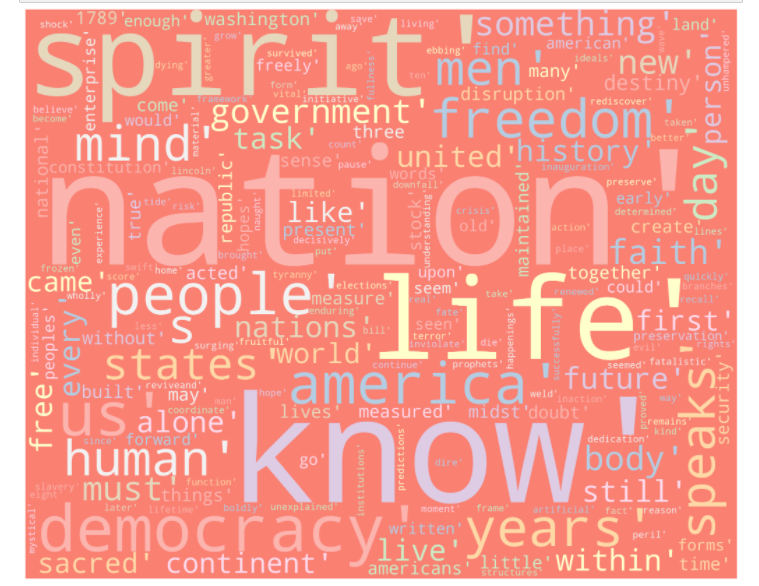 shock' 1789' enough' washington' away' save' living' something' land'
grow' survived' ebbing' find' american' new'
spirit' men' many' unhampered'
enterprise' dying' greater' freely' ago' fullness' ten' ideals' wave'
believe' come' form' vital' disruption' destiny' person'
become' would' framework' initiative' government' freedom' rediscover' taken'
mind' material' task' three' count' better'
national' constitution' lincoln' sense' pause' united' history' inauguration' day'
republic' hopes' words' downfall' preserve'
nation' limited' understanding' maintained' early' determined'
true' tide' risk' naught' like' stock' crisis' action' create' lines'
even' experience' decisively' present' old' place' faith'
frozen' swift' home' brought' put' upon' together' quickly'
came' score' acted' tyranny' seem' take' renewed' could' branches'
wholly' people' elections' measure' real' life' recall'
individual' peoples' s' enduring' seen' fate' first'
every' without' less' nations' bill' terror' inviolate' die' happenings' successfully' preservation'
surging' fruitful' prophets' evil' rights'
states' world' continue' seemed' fatalistic'
free' built' reviveand' may' man' hope' america' weld' future' way' security'
us' coordinate' lives' measured' midst' doubt' inaction' proved' remains'
since' forward' alone' know' dedication' kind' speaks'
human' go' predictions' dire' body'
slavery' must' function' institutions' still'
eight' things' unexplained' moment' frame' artificial' fact' reason'
mystical' later' lifetime' boldly' written' years' peril'
democracy' live' forms'
sacred' continent' americans' little' structures' within' time'